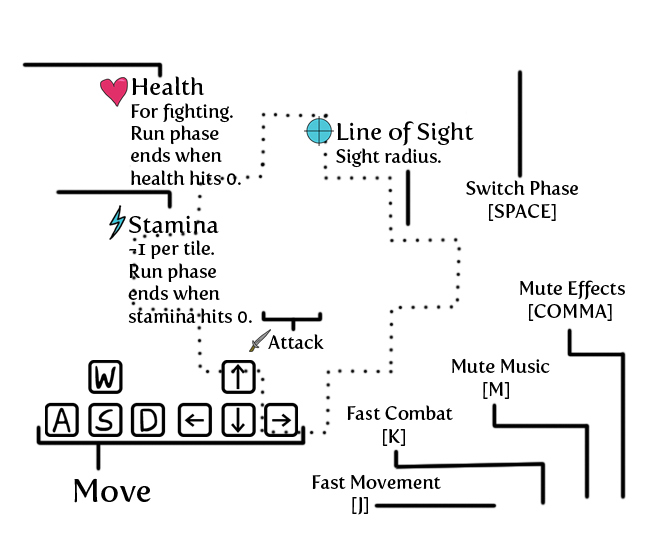 Health
For fighting.
Run phase
ends when
health hits 0.
Line of Sight
Sight radius.
Switch Phase
[SPACE]
Stamina
-1 per tile.
Run phase
ends when
stamina hits 0.
Mute Effects
[COMMA]
Attack
Mute Music
[M]
W ↑
A S D ← ↓ →
Move
Fast Combat
[K]
Fast Movement
[J]